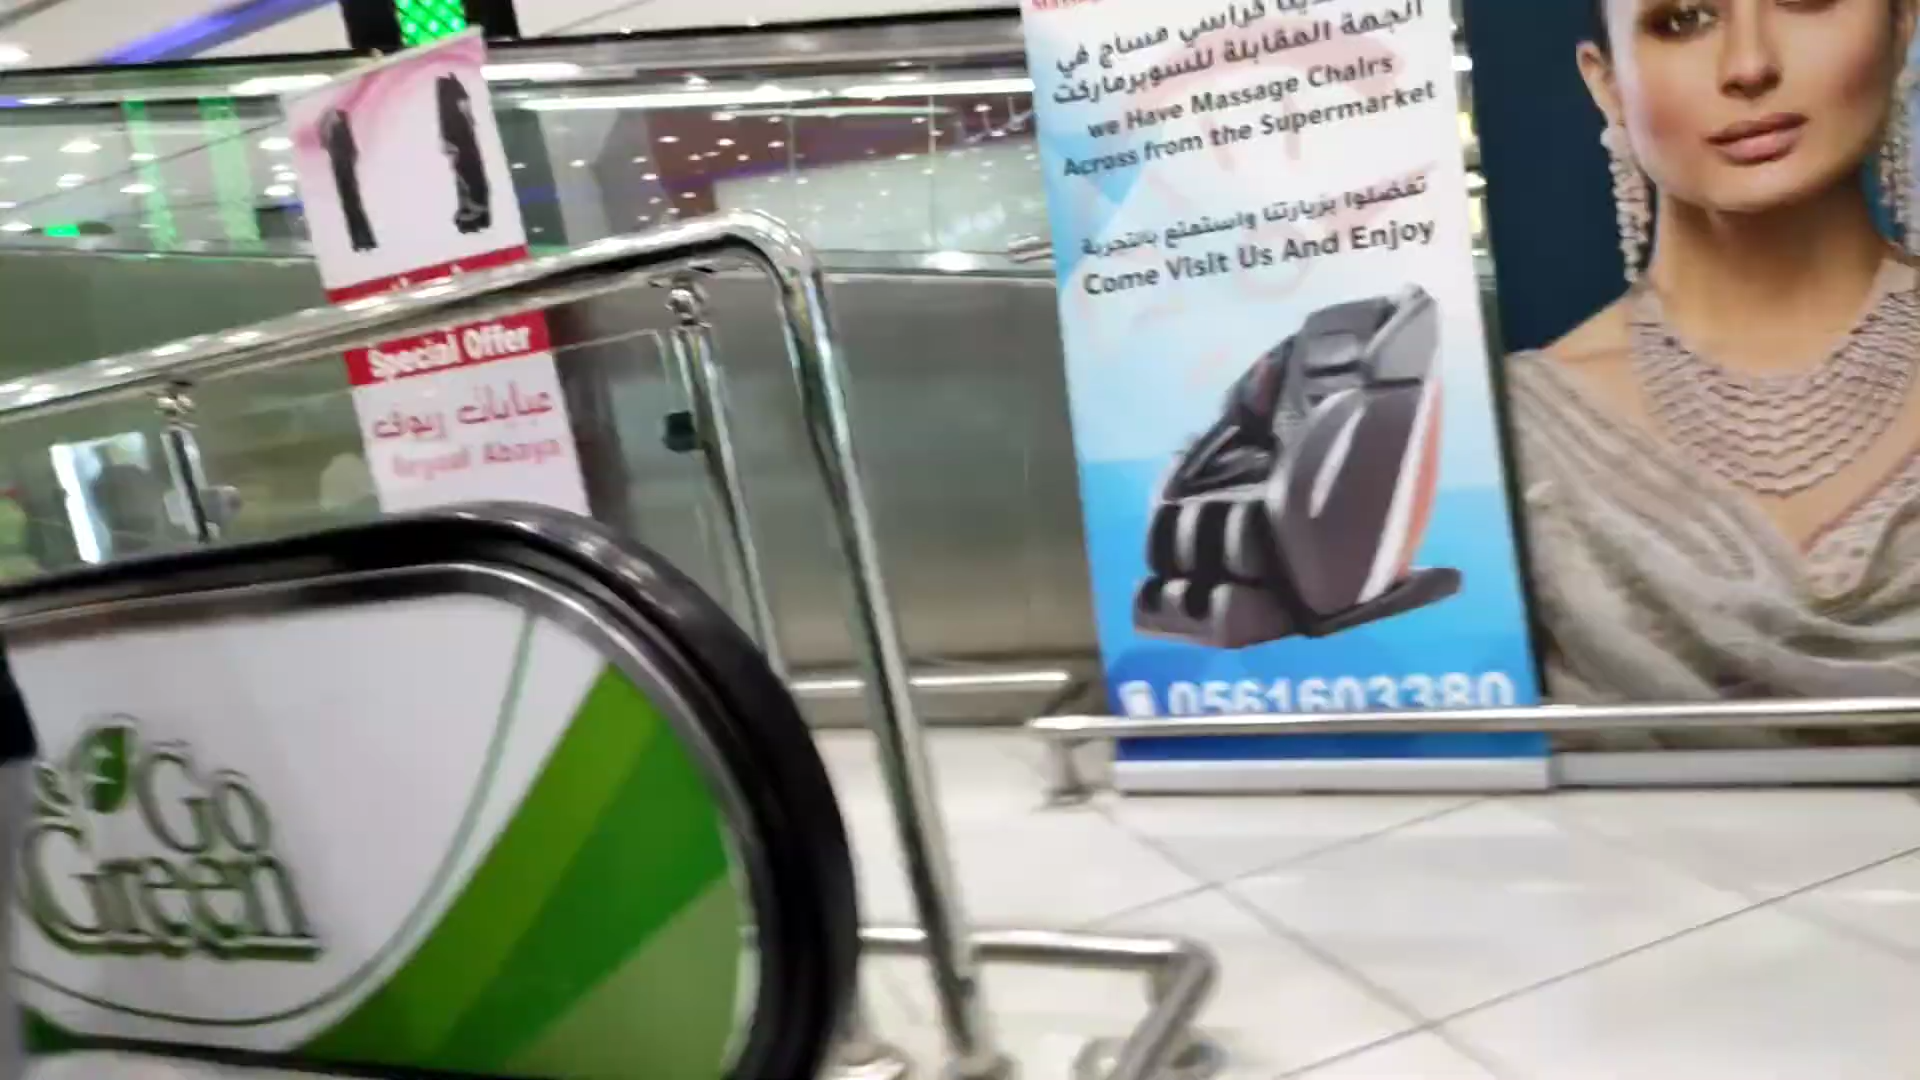 كراسي مساج في
الجهة المقابلة للسوبرماركت
we Have Massage Chairs
Across from the Supermarket
تفضلوا بزيارتنا واستمتع بالتجربة
Come Visit Us And Enjoy
0561603380
Special Offer
عبايات ريوف
Abaya
& Go
Green